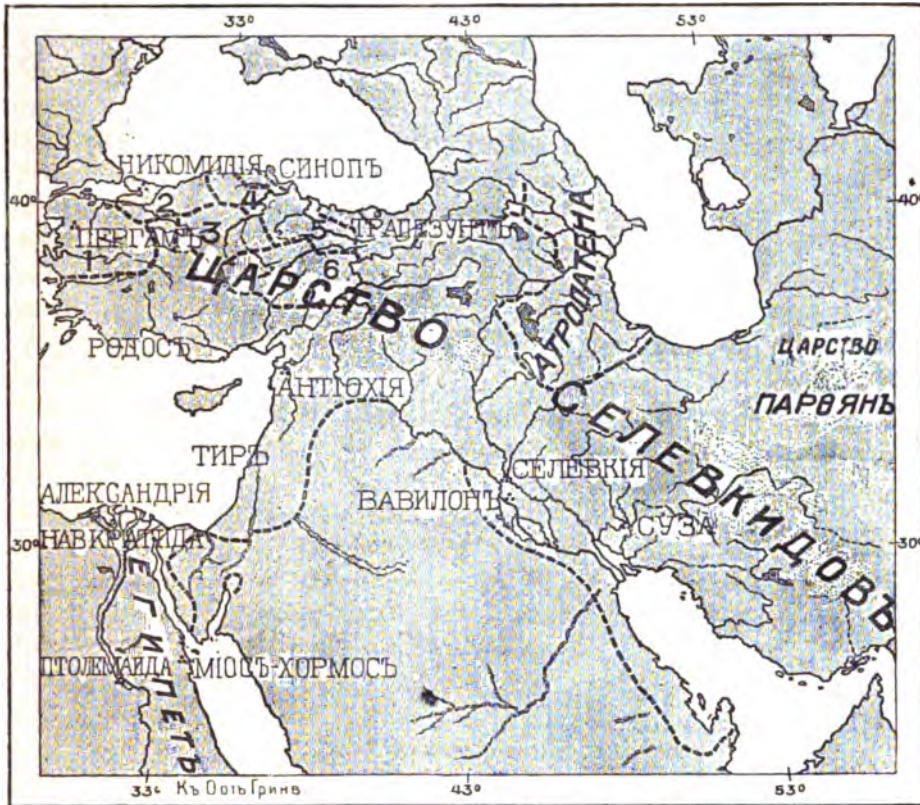 33° 43° 53°
НИКОМИДІЯ СИНОПЪ
40° 2 4 40°
ПЕРГАМЪ 3 5 ТРАПЕЗУНТЪ
1 6
ЦАРСТВО
АТРОПАТЕНА
РОДОСЪ
ЦАРСТВО
ПАРѲЯНЪ
АНТІОХІЯ
СЕЛЕВКИДОВЪ
ТИРЪ
СЕЛЕВКІЯ
АЛЕКСАНДРІЯ
ВАВИЛОНЪ
СУЗА
30° НАВКРАТИДА 30°
ЕГИПЕТЪ
ПТОЛЕМАИДА МІОСЪ-ХОРМОСЪ
33° Къ Ост. Гринв 43° 53°